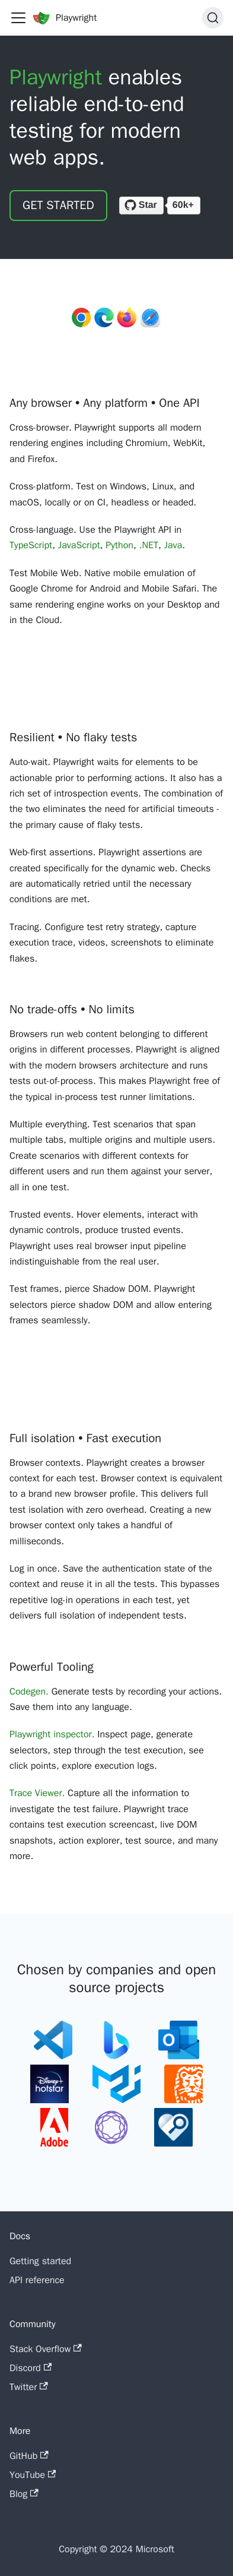 Playwright
Playwright enables
reliable end-to-end
testing for modern
web apps.
GET STARTED
Star
60k+
Any browser • Any platform • One API
Cross-browser. Playwright supports all modern
rendering engines including Chromium, WebKit,
and Firefox.
Cross-platform. Test on Windows, Linux, and
macOS, locally or on CI, headless or headed.
Cross-language. Use the Playwright API in
TypeScript, JavaScript, Python, .NET, Java.
Test Mobile Web. Native mobile emulation of
Google Chrome for Android and Mobile Safari. The
same rendering engine works on your Desktop and
in the Cloud.
Resilient • No flaky tests
Auto-wait. Playwright waits for elements to be
actionable prior to performing actions. It also has a
rich set of introspection events. The combination of
the two eliminates the need for artificial timeouts -
the primary cause of flaky tests.
Web-first assertions. Playwright assertions are
created specifically for the dynamic web. Checks
are automatically retried until the necessary
conditions are met.
Tracing. Configure test retry strategy, capture
execution trace, videos, screenshots to eliminate
flakes.
No trade-offs • No limits
Browsers run web content belonging to different
origins in different processes. Playwright is aligned
with the modern browsers architecture and runs
tests out-of-process. This makes Playwright free of
the typical in-process test runner limitations.
Multiple everything. Test scenarios that span
multiple tabs, multiple origins and multiple users.
Create scenarios with different contexts for
different users and run them against your server,
all in one test.
Trusted events. Hover elements, interact with
dynamic controls, produce trusted events.
Playwright uses real browser input pipeline
indistinguishable from the real user.
Test frames, pierce Shadow DOM. Playwright
selectors pierce shadow DOM and allow entering
frames seamlessly.
Full isolation • Fast execution
Browser contexts. Playwright creates a browser
context for each test. Browser context is equivalent
to a brand new browser profile. This delivers full
test isolation with zero overhead. Creating a new
browser context only takes a handful of
milliseconds.
Log in once. Save the authentication state of the
context and reuse it in all the tests. This bypasses
repetitive log-in operations in each test, yet
delivers full isolation of independent tests.
Powerful Tooling
Codegen. Generate tests by recording your actions.
Save them into any language.
Playwright inspector. Inspect page, generate
selectors, step through the test execution, see
click points, explore execution logs.
Trace Viewer. Capture all the information to
investigate the test failure. Playwright trace
contains test execution screencast, live DOM
snapshots, action explorer, test source, and many
more.
Chosen by companies and open
source projects
Disney+
hotstar
Adobe
Docs
Getting started
API reference
Community
Stack Overflow
Discord
Twitter
More
GitHub
YouTube
Blog
Copyright © 2024 Microsoft